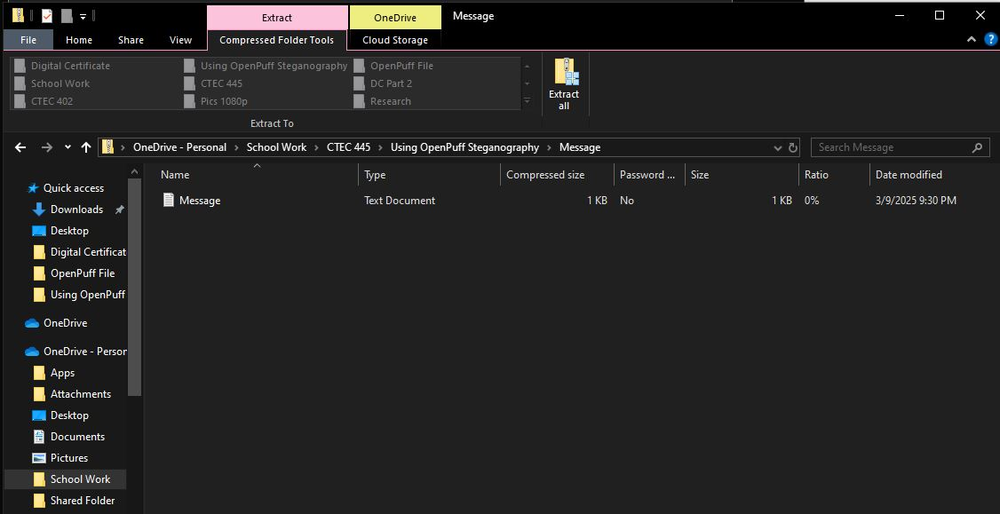 Extract OneDrive Message
File Home Share View Compressed Folder Tools Cloud Storage ?
Digital Certificate Using OpenPuff Steganography OpenPuff File
School Work CTEC 445 DC Part 2
CTEC 402 Pics 1080p Research
Extract
all
Extract To
OneDrive - Personal › School Work › CTEC 445 › Using OpenPuff Steganography › Message Search Message
Name Type Compressed size Password ... Size Ratio Date modified
Message Text Document 1 KB No 1 KB 0% 3/9/2025 9:30 PM
Quick access
Downloads
Desktop
Digital Certificat
OpenPuff File
Using OpenPuff
OneDrive
OneDrive - Person
Apps
Attachments
Desktop
Documents
Pictures
School Work
Shared Folder